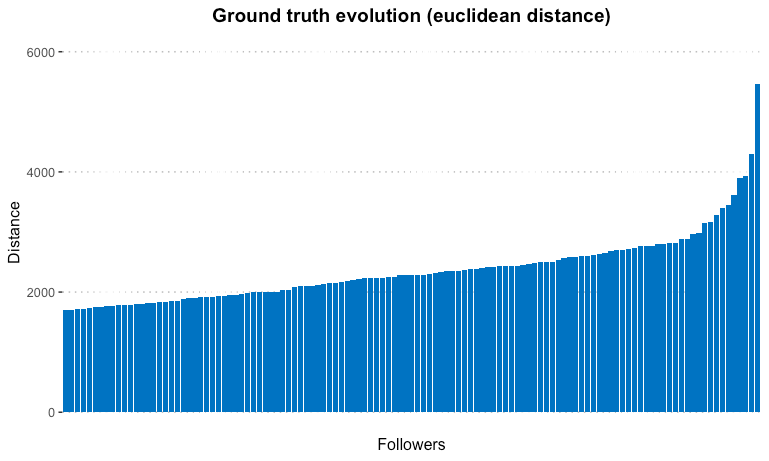 Ground truth evolution (euclidean distance)
6000
4000
2000
0
Distance
Followers